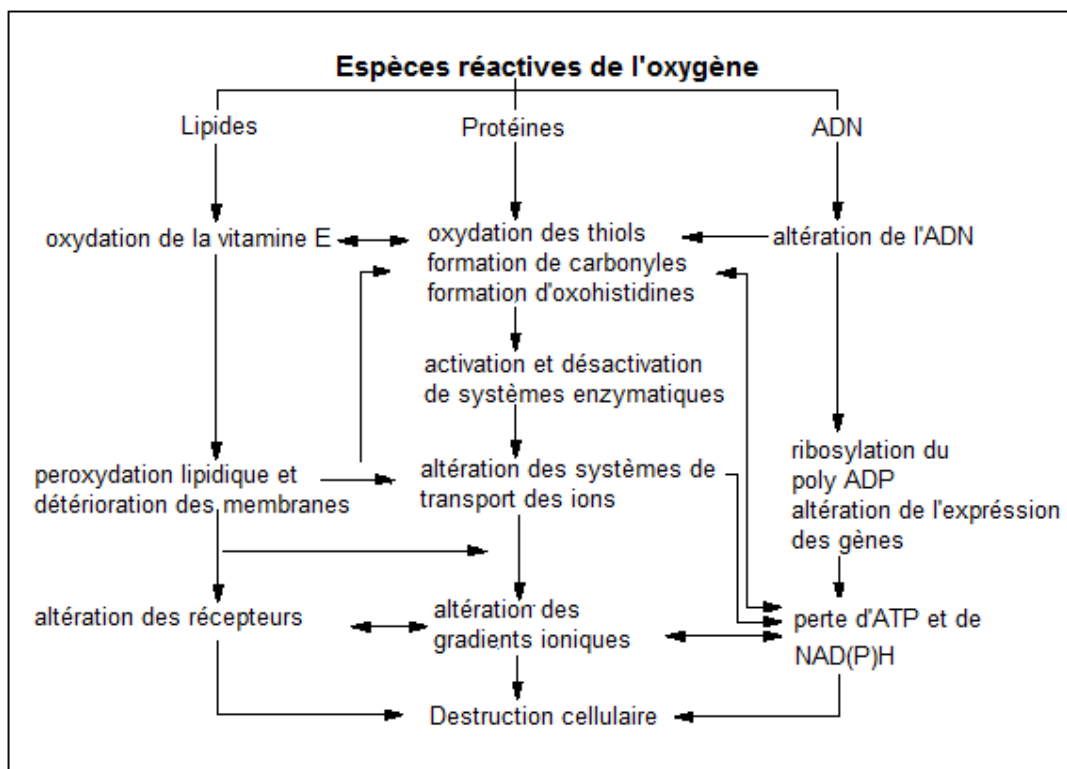 Espèces réactives de l'oxygène
Lipides
Protéines
ADN
oxydation de la vitamine E
oxydation des thiols
formation de carbonyles
formation d'oxohistidines
altération de l'ADN
activation et désactivation
de systèmes enzymatiques
peroxydation lipidique et
détérioration des membranes
altération des systèmes de
transport des ions
ribosylation du
poly ADP
altération de l'expréssion
des gènes
altération des récepteurs
altération des
gradients ioniques
perte d'ATP et de
NAD(P)H
Destruction cellulaire